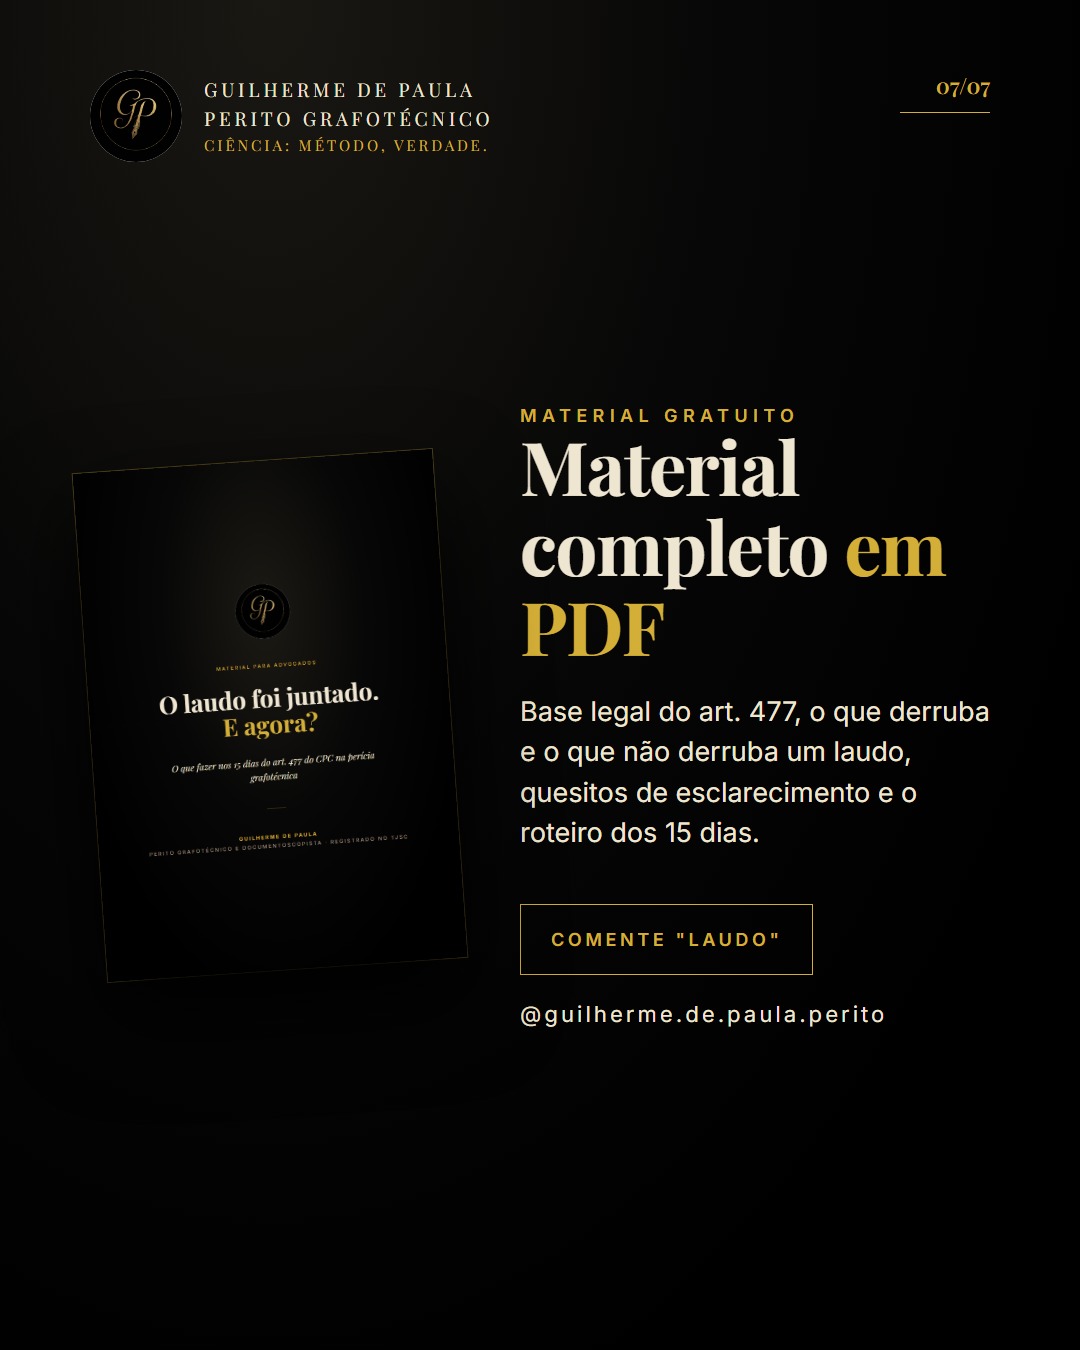 GP
GUILHERME DE PAULA
PERITO GRAFOTÉCNICO
CIÊNCIA: MÉTODO, VERDADE.
07/07
GP
MATERIAL PARA ADVOGADOS
O laudo foi juntado.
E agora?
O que fazer nos 15 dias do art. 477 do CPC na perícia
grafotécnica
GUILHERME DE PAULA
PERITO GRAFOTÉCNICO E DOCUMENTOSCOPISTA · REGISTRADO NO TJSC
MATERIAL GRATUITO
Material
completo em
PDF
Base legal do art. 477, o que derruba
e o que não derruba um laudo,
quesitos de esclarecimento e o
roteiro dos 15 dias.
COMENTE "LAUDO"
@guilherme.de.paula.perito